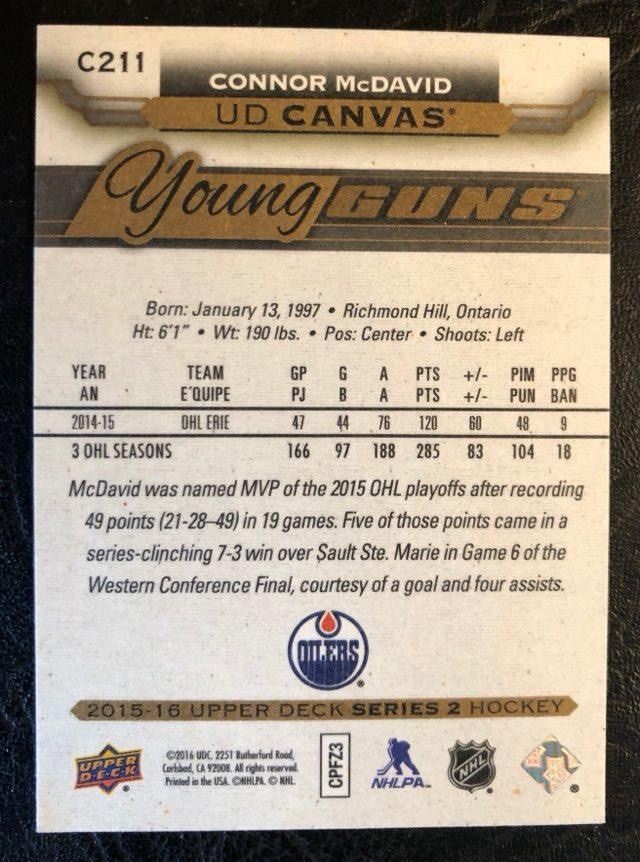 C211
CONNOR McDAVID
UD CANVAS®
Young GUNS
Born: January 13, 1997 • Richmond Hill, Ontario
Ht: 6'1" • Wt: 190 lbs. • Pos: Center • Shoots: Left
YEAR TEAM GP G A PTS +/- PIM PPG
AN E'QUIPE PJ B A PTS +/- PUN BAN
2014-15 OHL ERIE 47 44 76 120 60 48 9
3 OHL SEASONS 166 97 188 285 83 104 18
McDavid was named MVP of the 2015 OHL playoffs after recording
49 points (21-28–49) in 19 games. Five of those points came in a
series-clinching 7-3 win over Sault Ste. Marie in Game 6 of the
Western Conference Final, courtesy of a goal and four assists.
OILERS®
2015-16 UPPER DECK SERIES 2 HOCKEY
UPPER D·E·C·K ®
©2016 UDC, 2251 Rutherford Road,
Carlsbad, CA 92008. All rights reserved.
Printed in the USA. ©NHLPA. © NHL
CPFZ3
NHLPA™
NHL ®
®